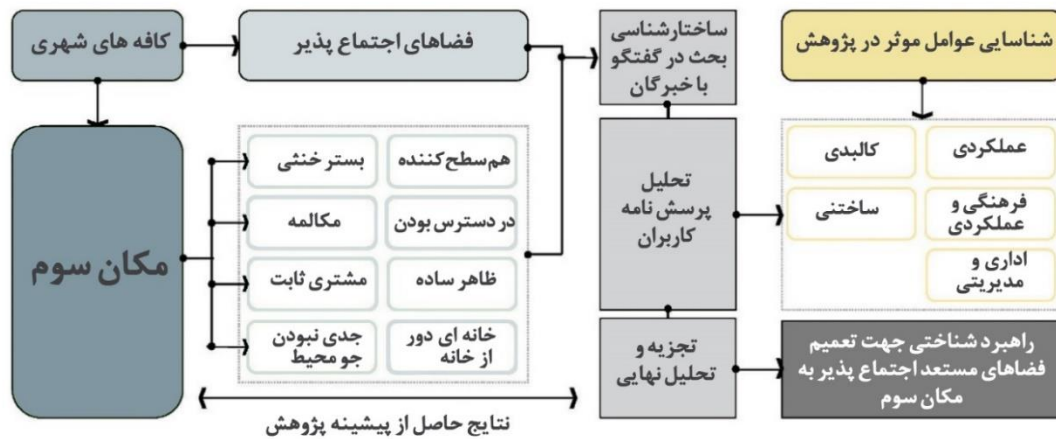 کافه های شهری
فضاهای اجتماع پذیر
ساختارشناسی
بحث در گفتگو
با خبرگان
شناسایی عوامل موثر در پژوهش
مکان سوم
بستر خنثی
هم سطح کننده
مکالمه
در دسترس بودن
مشتری ثابت
ظاهر ساده
جدی نبودن
جو محیط
خانه ای دور
از خانه
تحلیل
پرسش نامه
کاربران
کالبدی
عملکردی
ساختنی
فرهنگی و
عملکردی
اداری و
مدیریتی
تجزیه و
تحلیل نهایی
راهبرد شناختی جهت تعمیم
فضاهای مستعد اجتماع پذیر به
مکان سوم
نتایج حاصل از پیشینه پژوهش